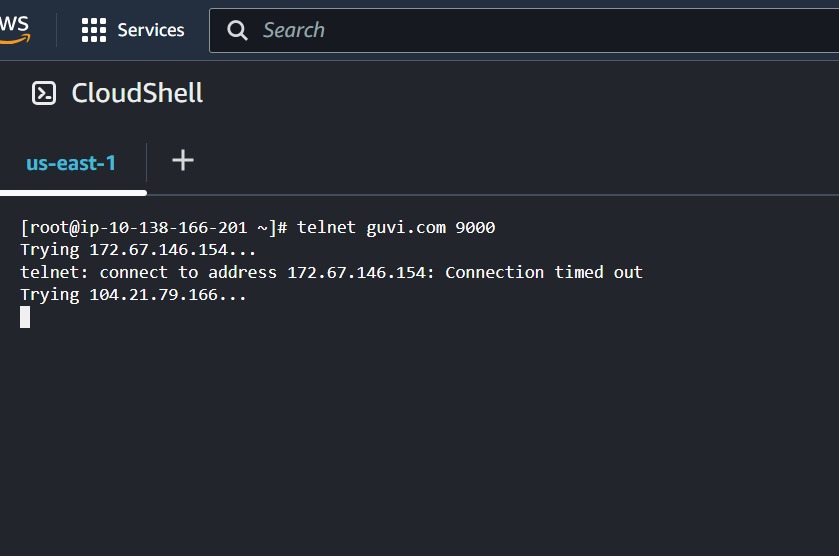 ws
Services
Search
CloudShell
us-east-1
[root@ip-10-138-166-201 ~]# telnet guvi.com 9000
Trying 172.67.146.154...
telnet: connect to address 172.67.146.154: Connection timed out
Trying 104.21.79.166...